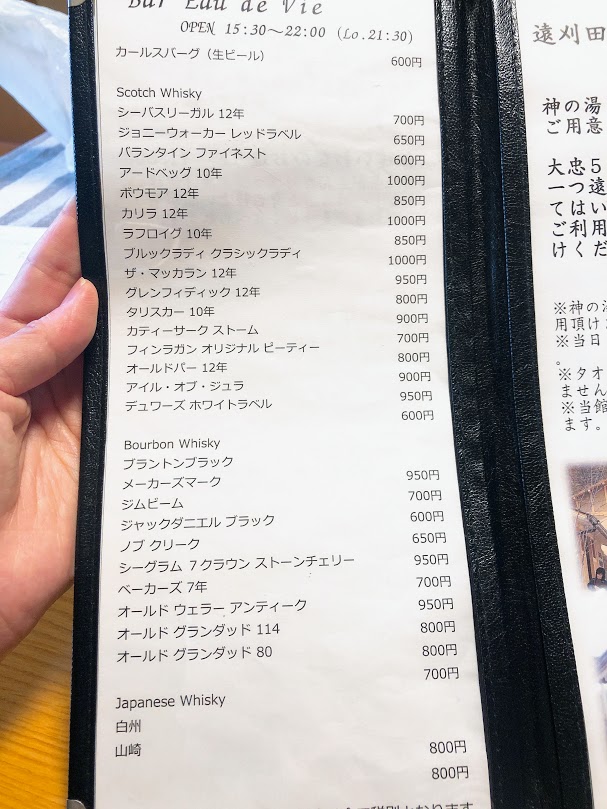 Bar Eau de Vie
OPEN 15:30～22:00 (Lo.21:30)
カールスバーグ（生ビール） 600円
Scotch Whisky
シーバスリーガル 12年 700円
ジョニーウォーカー レッドラベル 650円
バランタイン ファイネスト 600円
アードベッグ 10年 1000円
ボウモア 12年 850円
カリラ 12年 1000円
ラフロイグ 10年 850円
ブルックラディ クラシックラディ 1000円
ザ・マッカラン 12年 950円
グレンフィディック 12年 800円
タリスカー 10年 900円
カティーサーク ストーム 700円
フィンラガン オリジナル ピーティー 800円
オールドパー 12年 900円
アイル・オブ・ジュラ 950円
デュワーズ ホワイトラベル 600円
Bourbon Whisky
ブラントンブラック 950円
メーカーズマーク 700円
ジムビーム 600円
ジャックダニエル ブラック 650円
ノブ クリーク 950円
シーグラム 7クラウン ストーンチェリー 700円
ベーカーズ 7年 950円
オールド ウェラー アンティーク 800円
オールド グランダッド 114 800円
オールド グランダッド 80 700円
Japanese Whisky
白州 800円
山崎 800円
遠刈田
神の湯
ご用意
大忠５
一つ遠
てはい
ご利用
けくだ
※神の湯
用頂け
※当日
。
※タオ
ません
※当館
ます。